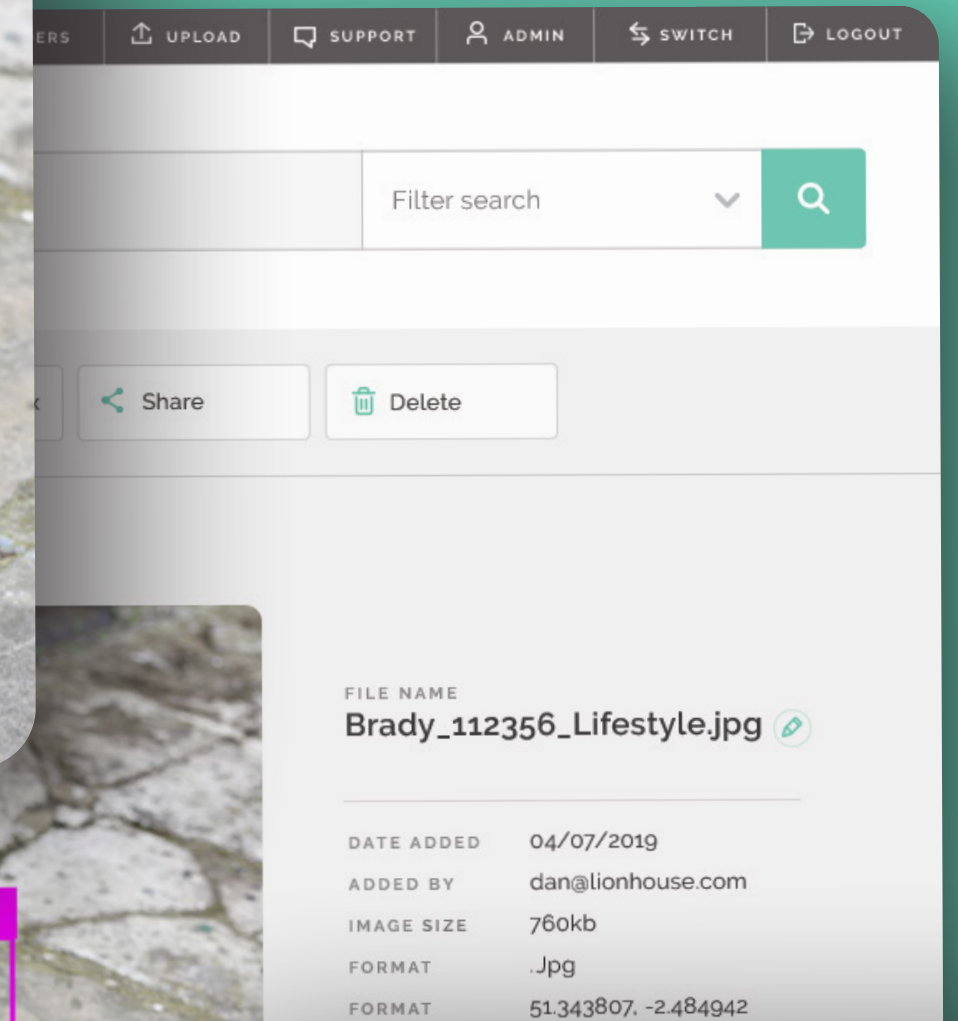 ERS UPLOAD SUPPORT ADMIN SWITCH LOGOUT
Filter search
Share Delete
FILE NAME
Brady_112356_Lifestyle.jpg
DATE ADDED 04/07/2019
ADDED BY dan@lionhouse.com
IMAGE SIZE 760kb
FORMAT .Jpg
FORMAT 51.343807, -2.484942